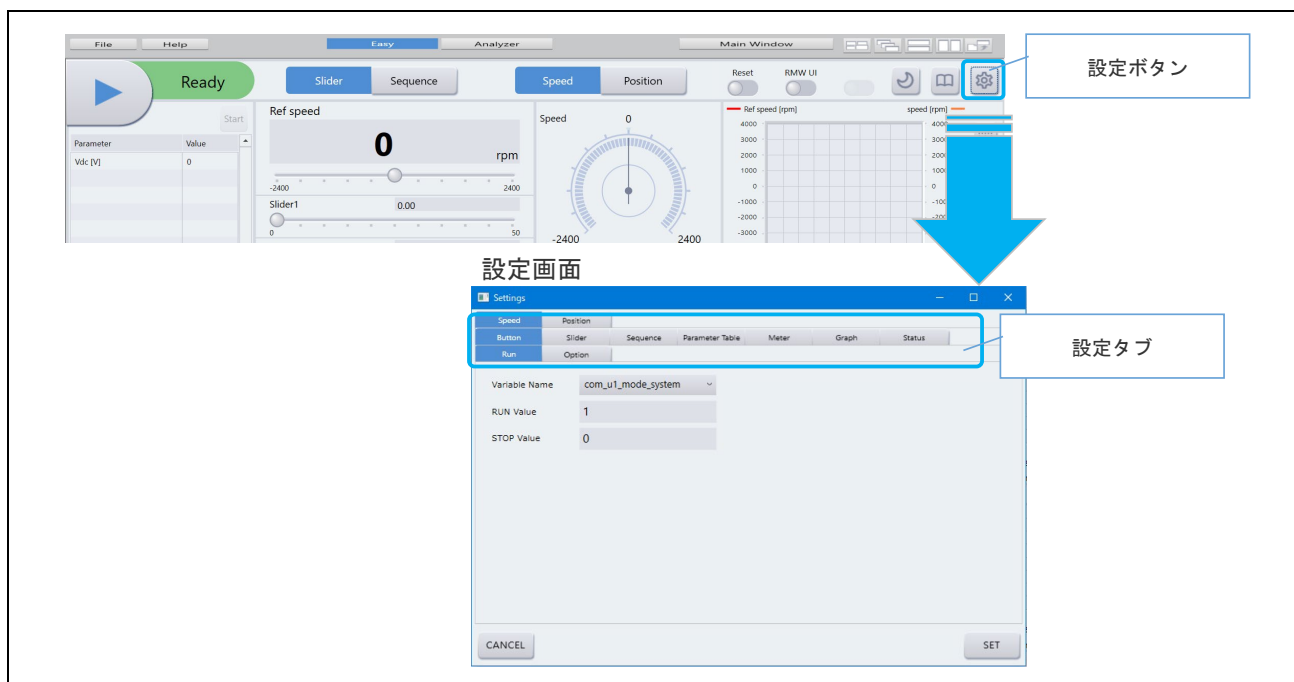 File Help Easy Analyzer Main Window
設定ボタン
Ready Slider Sequence Speed Position Reset RMW UI
Start
Parameter Value
Vdc [V] 0
Ref speed
0 rpm
-2400 2400
Slider1 0.00
0 50
Speed 0
-2400 2400
Ref speed [rpm] speed [rpm]
4000
3000
2000
1000
0 0
-1000
-2000
-3000
設定画面
Settings
Speed Position
Button Slider Sequence Parameter Table Meter Graph Status
Run Option
設定タブ
Variable Name com_u1_mode_system
RUN Value 1
STOP Value 0
CANCEL SET